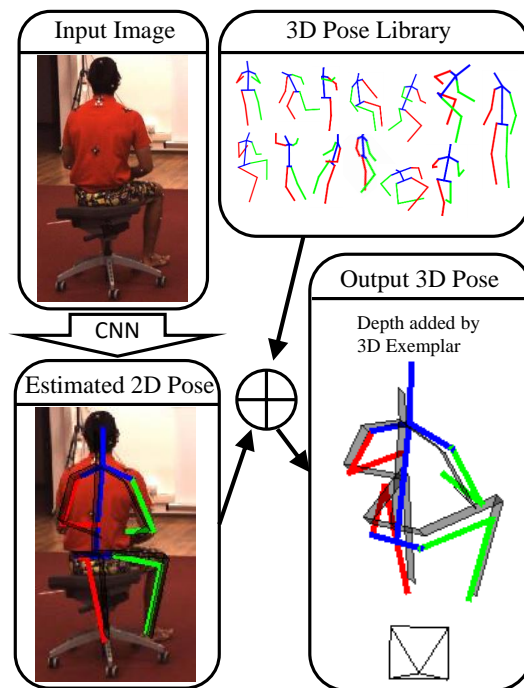 Input Image
3D Pose Library
CNN
Estimated 2D Pose
Output 3D Pose
Depth added by
3D Exemplar